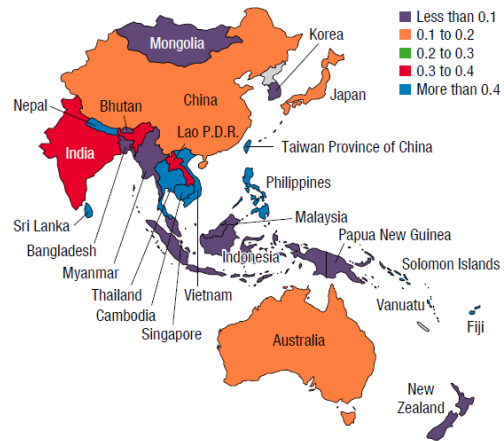 Less than 0.1
0.1 to 0.2
0.2 to 0.3
0.3 to 0.4
More than 0.4
Mongolia
Korea
China
Japan
Nepal
Bhutan
Lao P.D.R.
India
Taiwan Province of China
Philippines
Sri Lanka
Malaysia
Bangladesh
Papua New Guinea
Indonesia
Myanmar
Solomon Islands
Thailand
Vietnam
Cambodia
Vanuatu
Singapore
Fiji
Australia
New
Zealand